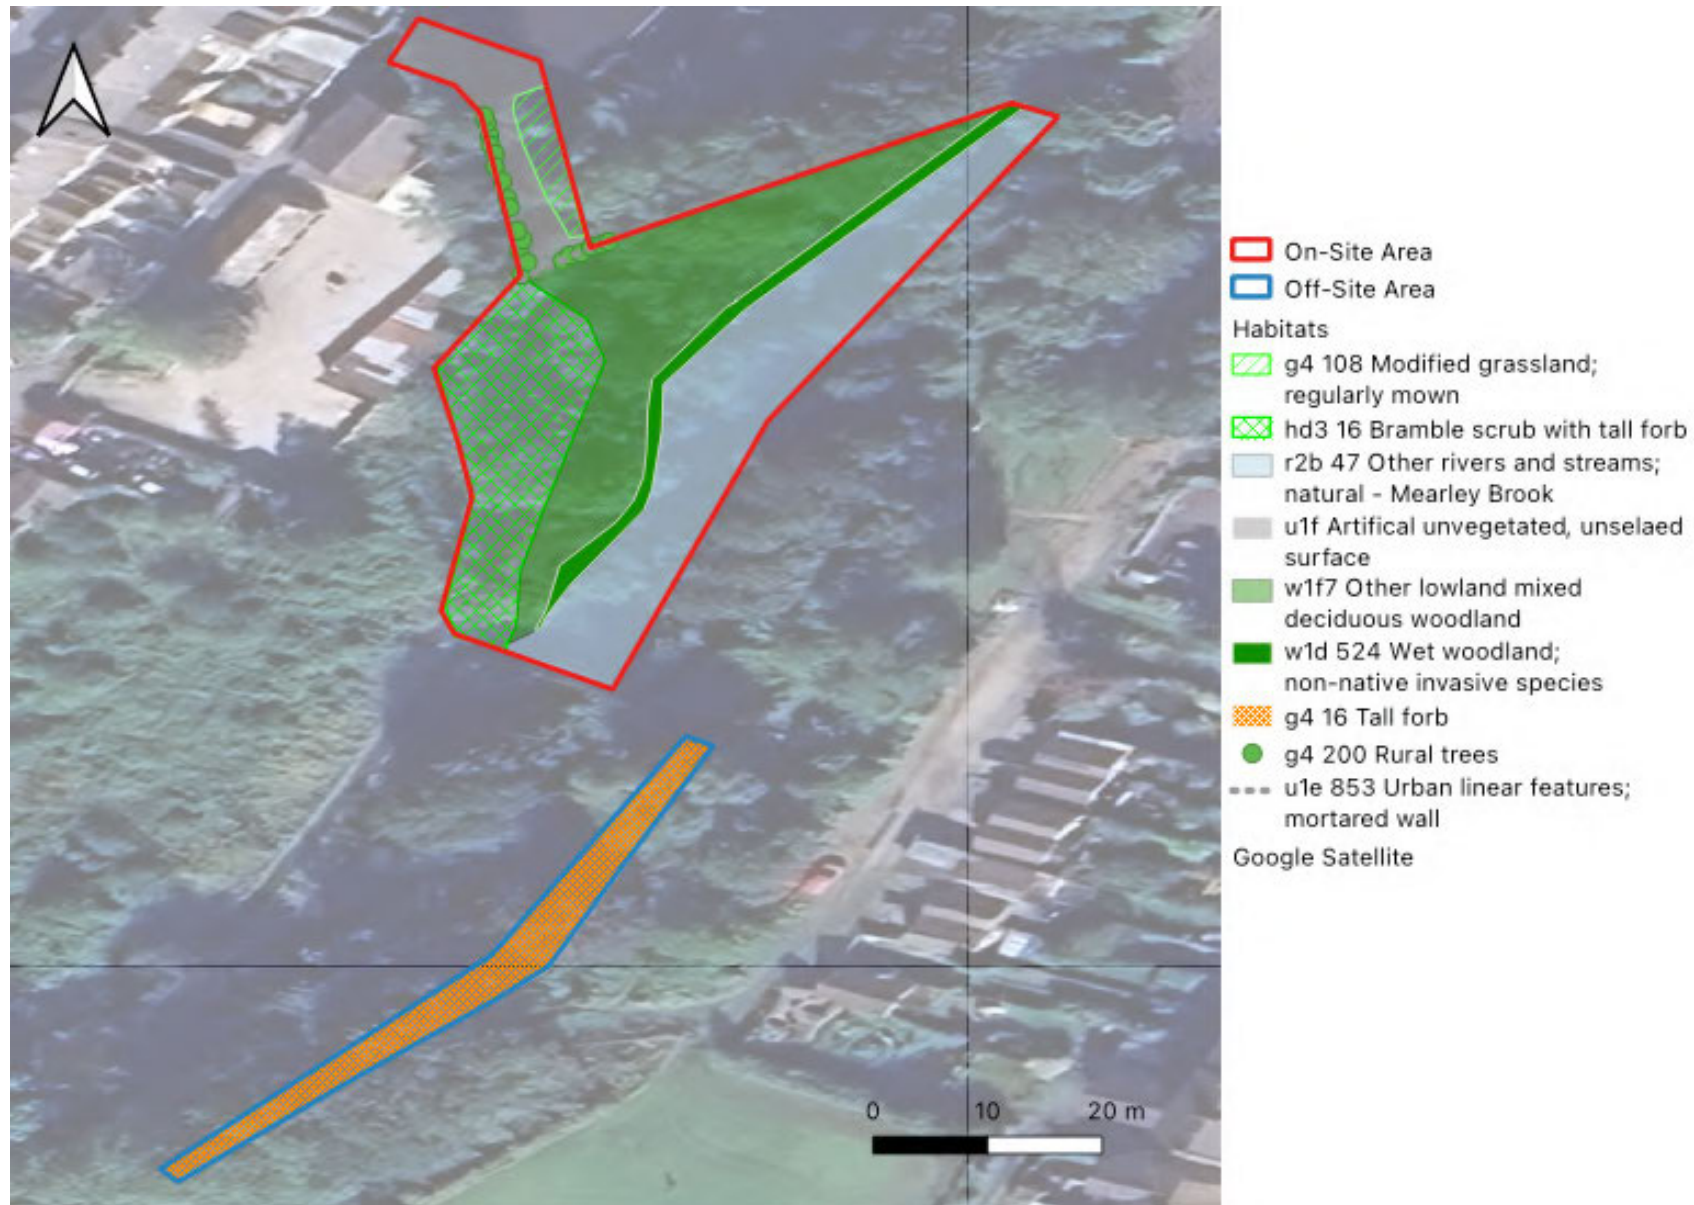 On-Site Area
Off-Site Area
Habitats
g4 108 Modified grassland;
regularly mown
hd3 16 Bramble scrub with tall forb
r2b 47 Other rivers and streams;
natural - Mearley Brook
u1f Artifical unvegetated, unselaed
surface
w1f7 Other lowland mixed
deciduous woodland
w1d 524 Wet woodland;
non-native invasive species
g4 16 Tall forb
g4 200 Rural trees
u1e 853 Urban linear features;
mortared wall
Google Satellite
0 10 20 m